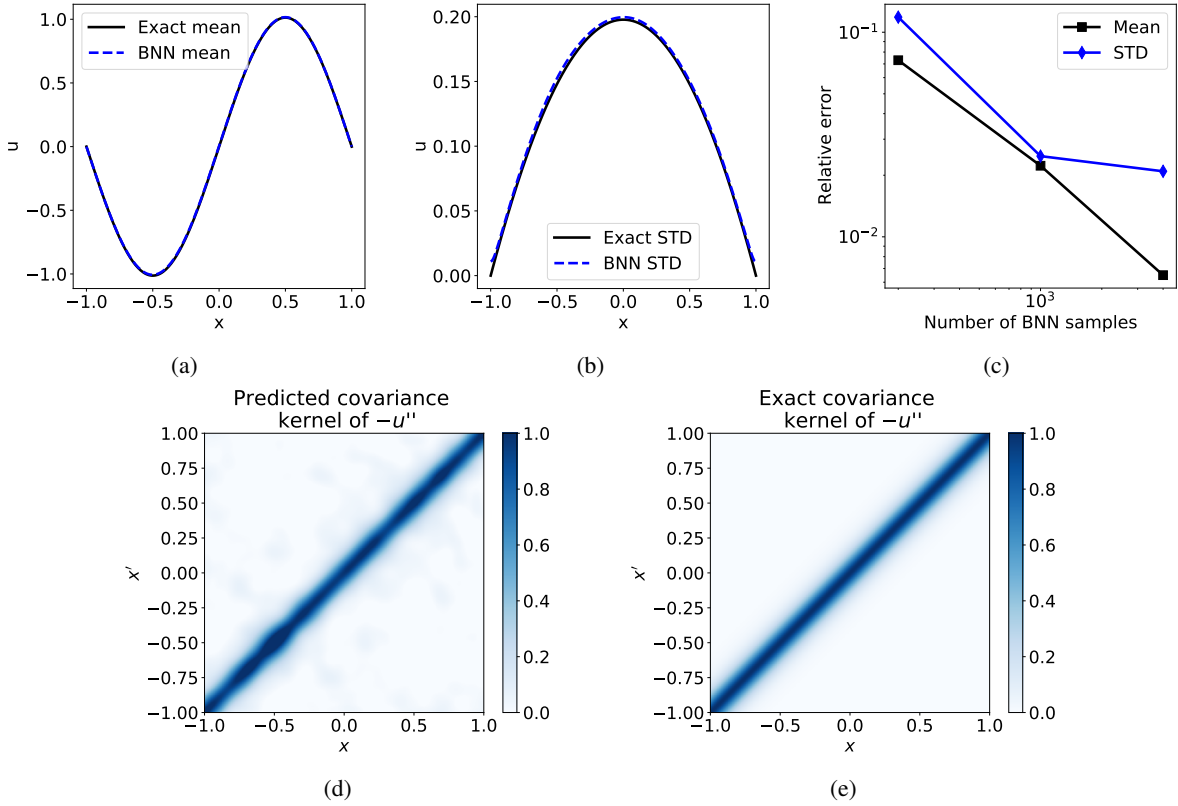 1.0
0.5
0.0
−0.5
−1.0
u
Exact mean
BNN mean
−1.0 −0.5 0.0 0.5 1.0
x
(a)
0.20
0.15
0.10
0.05
0.00
u
Exact STD
BNN STD
−1.0 −0.5 0.0 0.5 1.0
x
(b)
10⁻¹
10⁻²
Relative error
Mean
STD
10³
Number of BNN samples
(c)
Predicted covariance
kernel of −u''
1.00
0.75
0.50
0.25
0.00
−0.25
−0.50
−0.75
−1.00
x′
−1.0 −0.5 0.0 0.5 1.0
x
1.0
0.8
0.6
0.4
0.2
0.0
(d)
Exact covariance
kernel of −u''
1.00
0.75
0.50
0.25
0.00
−0.25
−0.50
−0.75
−1.00
x′
−1.0 −0.5 0.0 0.5 1.0
x
1.0
0.8
0.6
0.4
0.2
0.0
(e)